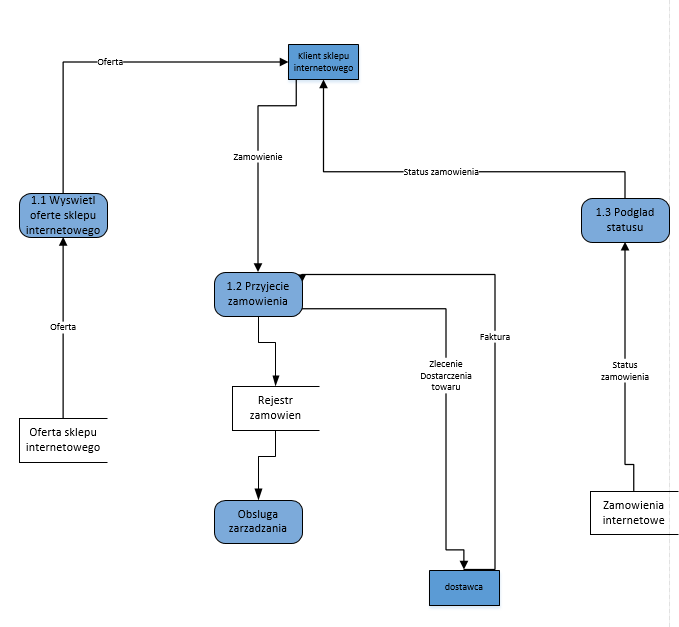 Klient sklepu
internetowego
Oferta
Zamowienie
Status zamowienia
1.1 Wyswietl
oferte sklepu
internetowego
1.3 Podglad
statusu
1.2 Przyjecie
zamowienia
Oferta
Faktura
Zlecenie
Dostarczenia
towaru
Status
zamowienia
Rejestr
zamowien
Oferta sklepu
internetowego
Obsluga
zarzadzania
Zamowienia
internetowe
dostawca